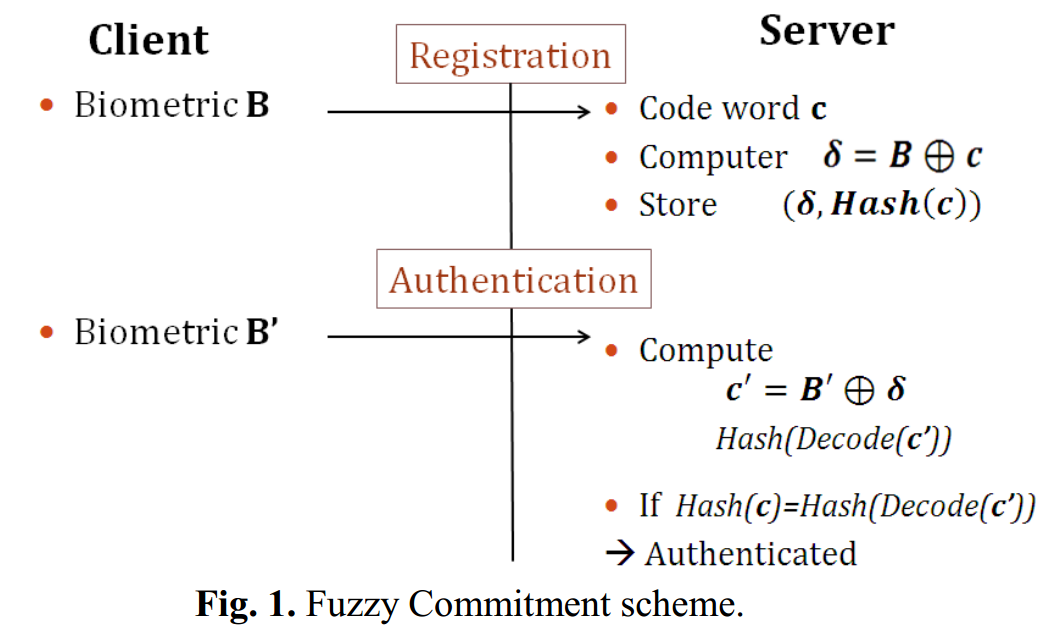 Client
Server
Registration
• Biometric B
• Code word c
• Computer δ = B ⊕ c
• Store (δ, Hash(c))
Authentication
• Biometric B'
• Compute
c' = B' ⊕ δ
Hash(Decode(c'))
• If Hash(c)=Hash(Decode(c'))
→ Authenticated
Fig. 1. Fuzzy Commitment scheme.